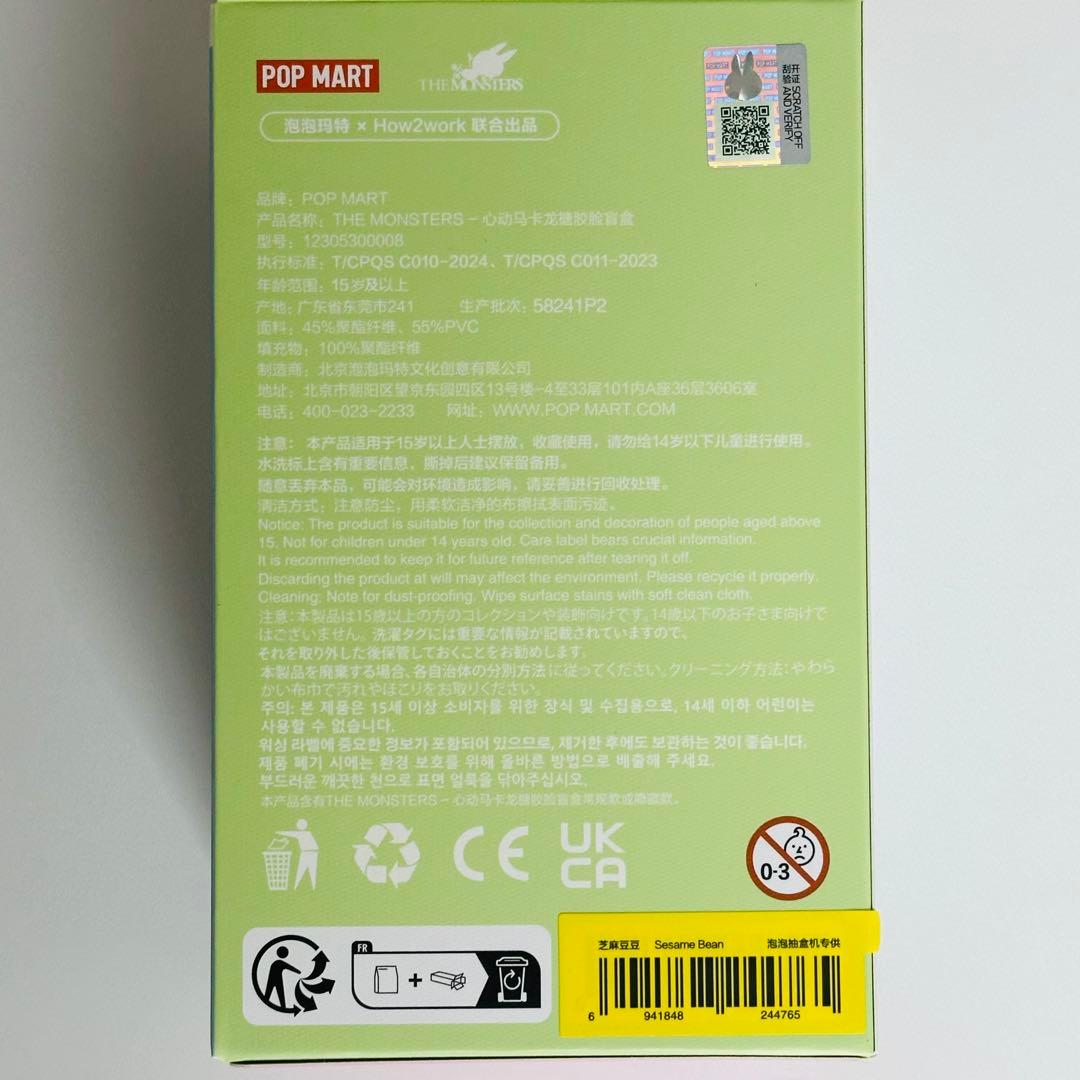 POP MART
THE MONSTERS
泡泡玛特 × How2work 联合出品
POP MART
刮开 SCRATCH OFF
验证 AND VERIFY
品牌：POP MART
产品名称：THE MONSTERS – 心动马卡龙搪胶脸盲盒
型号：12305300008
执行标准：T/CPQS C010-2024、T/CPQS C011-2023
年龄范围：15岁及以上
产地：广东省东莞市241 生产批次：58241P2
面料：45%聚酯纤维、55%PVC
填充物：100%聚酯纤维
制造商：北京泡泡玛特文化创意有限公司
地址：北京市朝阳区望京东园四区13号楼-4至33层101内A座36层3606室
电话：400-023-2233 网址：WWW.POP MART.COM
注意：本产品适用于15岁以上人士摆放，收藏使用，请勿给14岁以下儿童进行使用。
水洗标上含有重要信息，撕掉后建议保留备用。
随意丢弃本品，可能会对环境造成影响，请妥善进行回收处理。
清洁方式：注意防尘，用柔软洁净的布擦拭表面污迹。
Notice: The product is suitable for the collection and decoration of people aged above
15. Not for children under 14 years old. Care label bears crucial information.
It is recommended to keep it for future reference after tearing it off.
Discarding the product at will may affect the environment. Please recycle it properly.
Cleaning: Note for dust-proofing. Wipe surface stains with soft clean cloth.
注意：本製品は15歳以上の方のコレクションや装飾向けです。14歳以下のお子さま向けで
はございません。洗濯タグには重要な情報が記載されていますので、
それを取り外した後保管しておくことをお勧めします。
本製品を廃棄する場合、各自治体の分別方法に従ってください。クリーニング方法：やわら
かい布巾で汚れやほこりをお取りください。
주의: 본 제품은 15세 이상 소비자를 위한 장식 및 수집용으로, 14세 이하 어린이는
사용할 수 없습니다.
워싱 라벨에 중요한 정보가 포함되어 있으므로, 제거한 후에도 보관하는 것이 좋습니다.
제품 폐기 시에는 환경 보호를 위해 올바른 방법으로 배출해 주세요.
부드러운 깨끗한 천으로 표면 얼룩을 닦아주십시오.
本产品含有THE MONSTERS – 心动马卡龙搪胶脸盲盒常规款或隐藏款。
CE
UK
CA
0-3
FR
+
芝麻豆豆 Sesame Bean 泡泡抽盒机专供
6 941848 244765